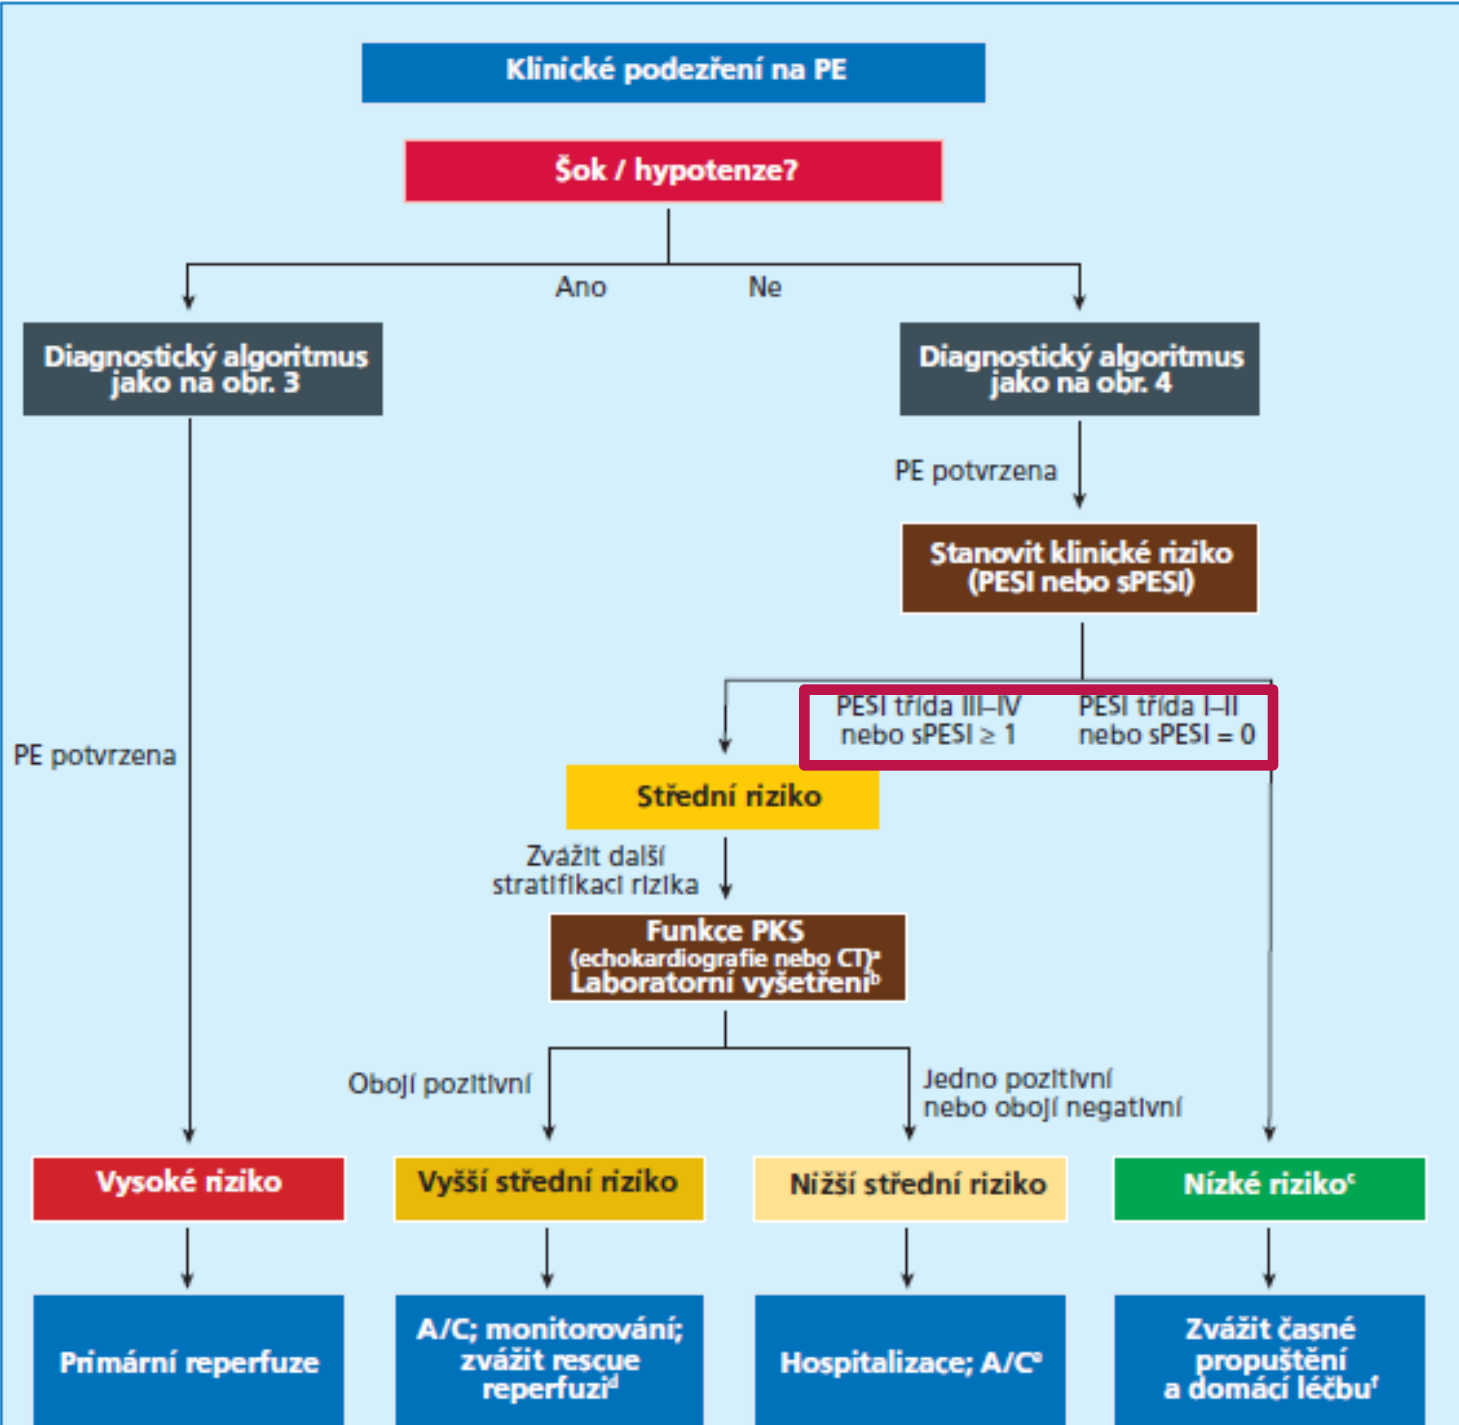 Klinické podezření na PE
Šok / hypotenze?
Ano
Ne
Diagnostický algoritmus
jako na obr. 3
Diagnostický algoritmus
jako na obr. 4
PE potvrzena
Stanovit klinické riziko
(PESI nebo sPESI)
PESI třída III–IV
nebo sPESI ≥ 1
PESI třída I–II
nebo sPESI = 0
PE potvrzena
Střední riziko
Zvážit další
stratifikaci rizika
Funkce PKS
(echokardiografie nebo CT)ᵃ
Laboratorní vyšetřeníᵇ
Obojí pozitivní
Jedno pozitivní
nebo obojí negativní
Vysoké riziko
Vyšší střední riziko
Nižší střední riziko
Nízké rizikoᶜ
Primární reperfuze
A/C; monitorování;
zvážit rescue
reperfuziᵈ
Hospitalizace; A/Cᵉ
Zvážit časné
propuštění
a domácí léčbuᶠ